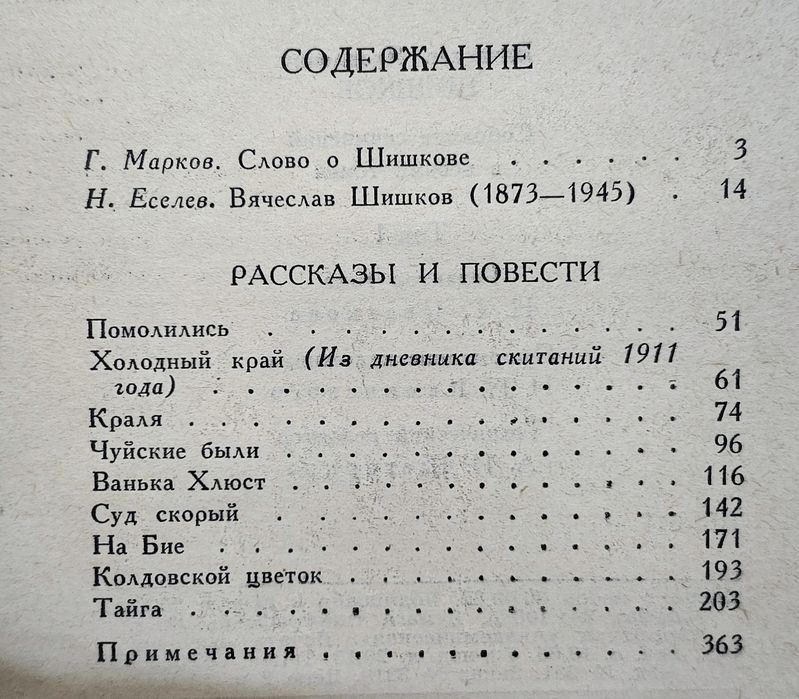 СОДЕРЖАНИЕ
Г. Марков. Слово о Шишкове . . . . . . 3
Н. Еселев. Вячеслав Шишков (1873—1945) . 14
РАССКАЗЫ И ПОВЕСТИ
Помолились . . . . . . . . . . . . 51
Холодный край (Из дневника скитаний 1911
года) . . . . . . . . . . . . . 61
Краля . . . . . . . . . . . . . . 74
Чуйские были . . . . . . . . . . . 96
Ванька Хлюст . . . . . . . . . . . 116
Суд скорый . . . . . . . . . . . . 142
На Бие . . . . . . . . . . . . . 171
Колдовской цветок . . . . . . . . . 193
Тайга . . . . . . . . . . . . . . 203
Примечания . . . . . . . . . . . 363